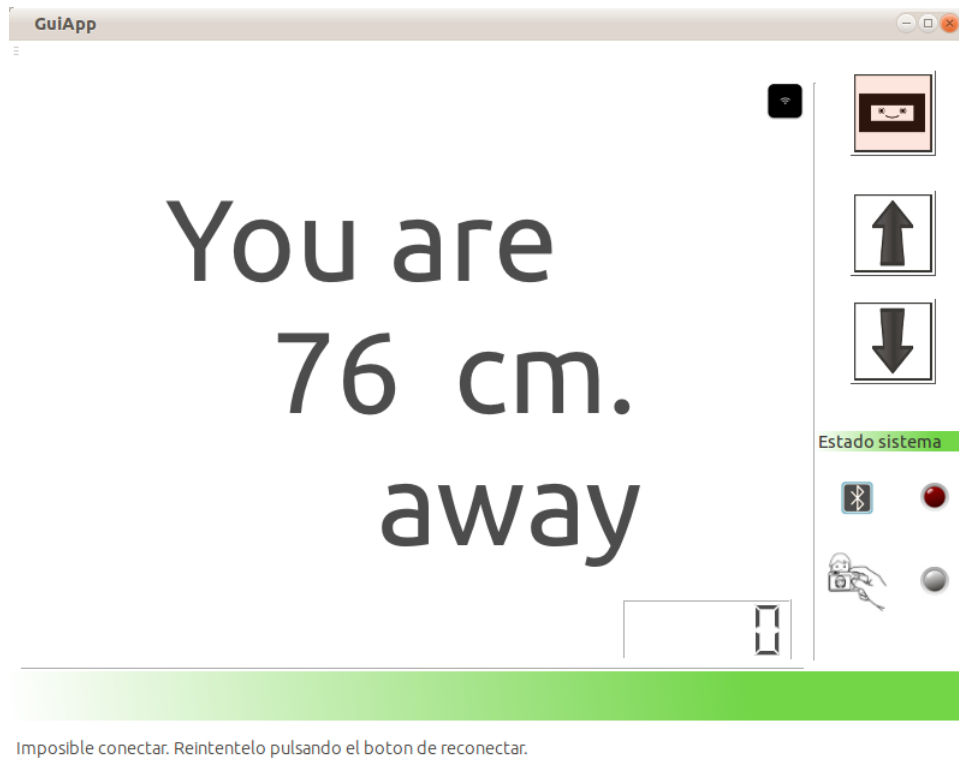 GuiApp
You are
76 cm.
away
Estado sistema
0
Imposible conectar. Reintentelo pulsando el boton de reconectar.